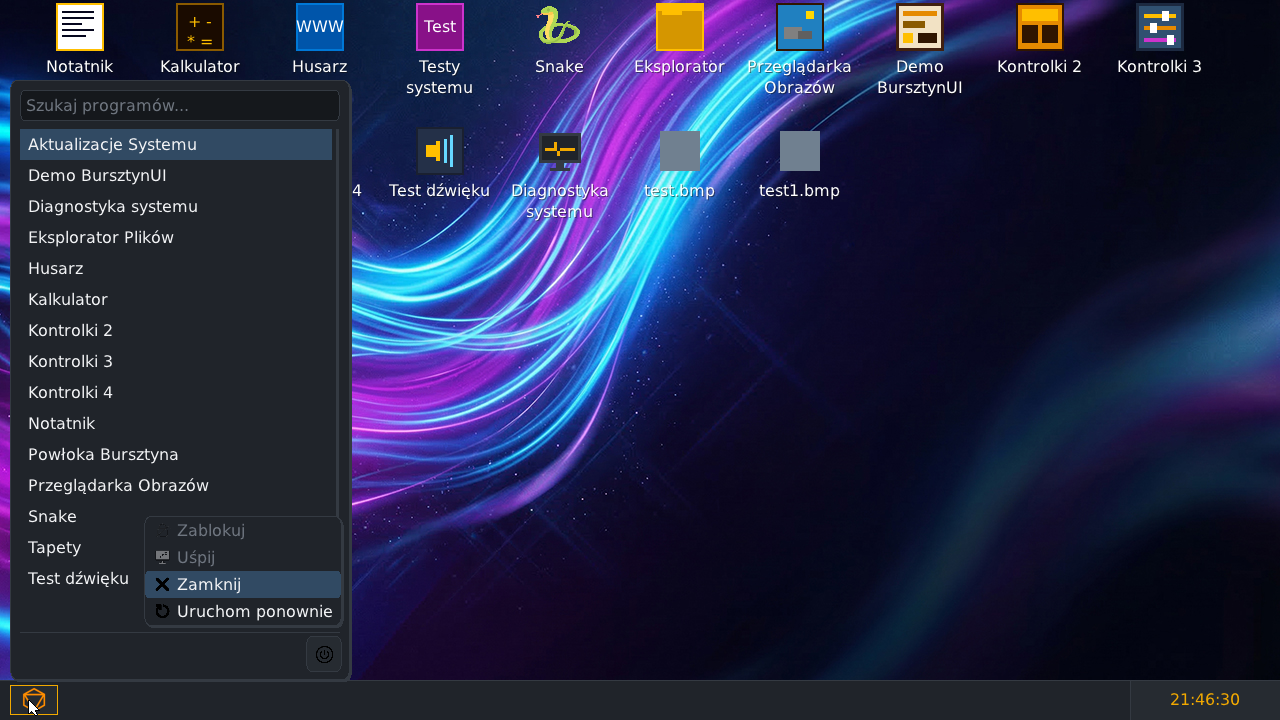 WWW
Test
Notatnik
Kalkulator
Husarz
Testy
systemu
Snake
Eksplorator
Przeglądarka
Obrazów
Demo
BursztynUI
Kontrolki 2
Kontrolki 3
4
Test dźwięku
Diagnostyka
systemu
test.bmp
test1.bmp
Szukaj programów...
Aktualizacje Systemu
Demo BursztynUI
Diagnostyka systemu
Eksplorator Plików
Husarz
Kalkulator
Kontrolki 2
Kontrolki 3
Kontrolki 4
Notatnik
Powłoka Bursztyna
Przeglądarka Obrazów
Snake
Tapety
Test dźwięku
Zablokuj
Uśpij
Zamknij
Uruchom ponownie
21:46:30